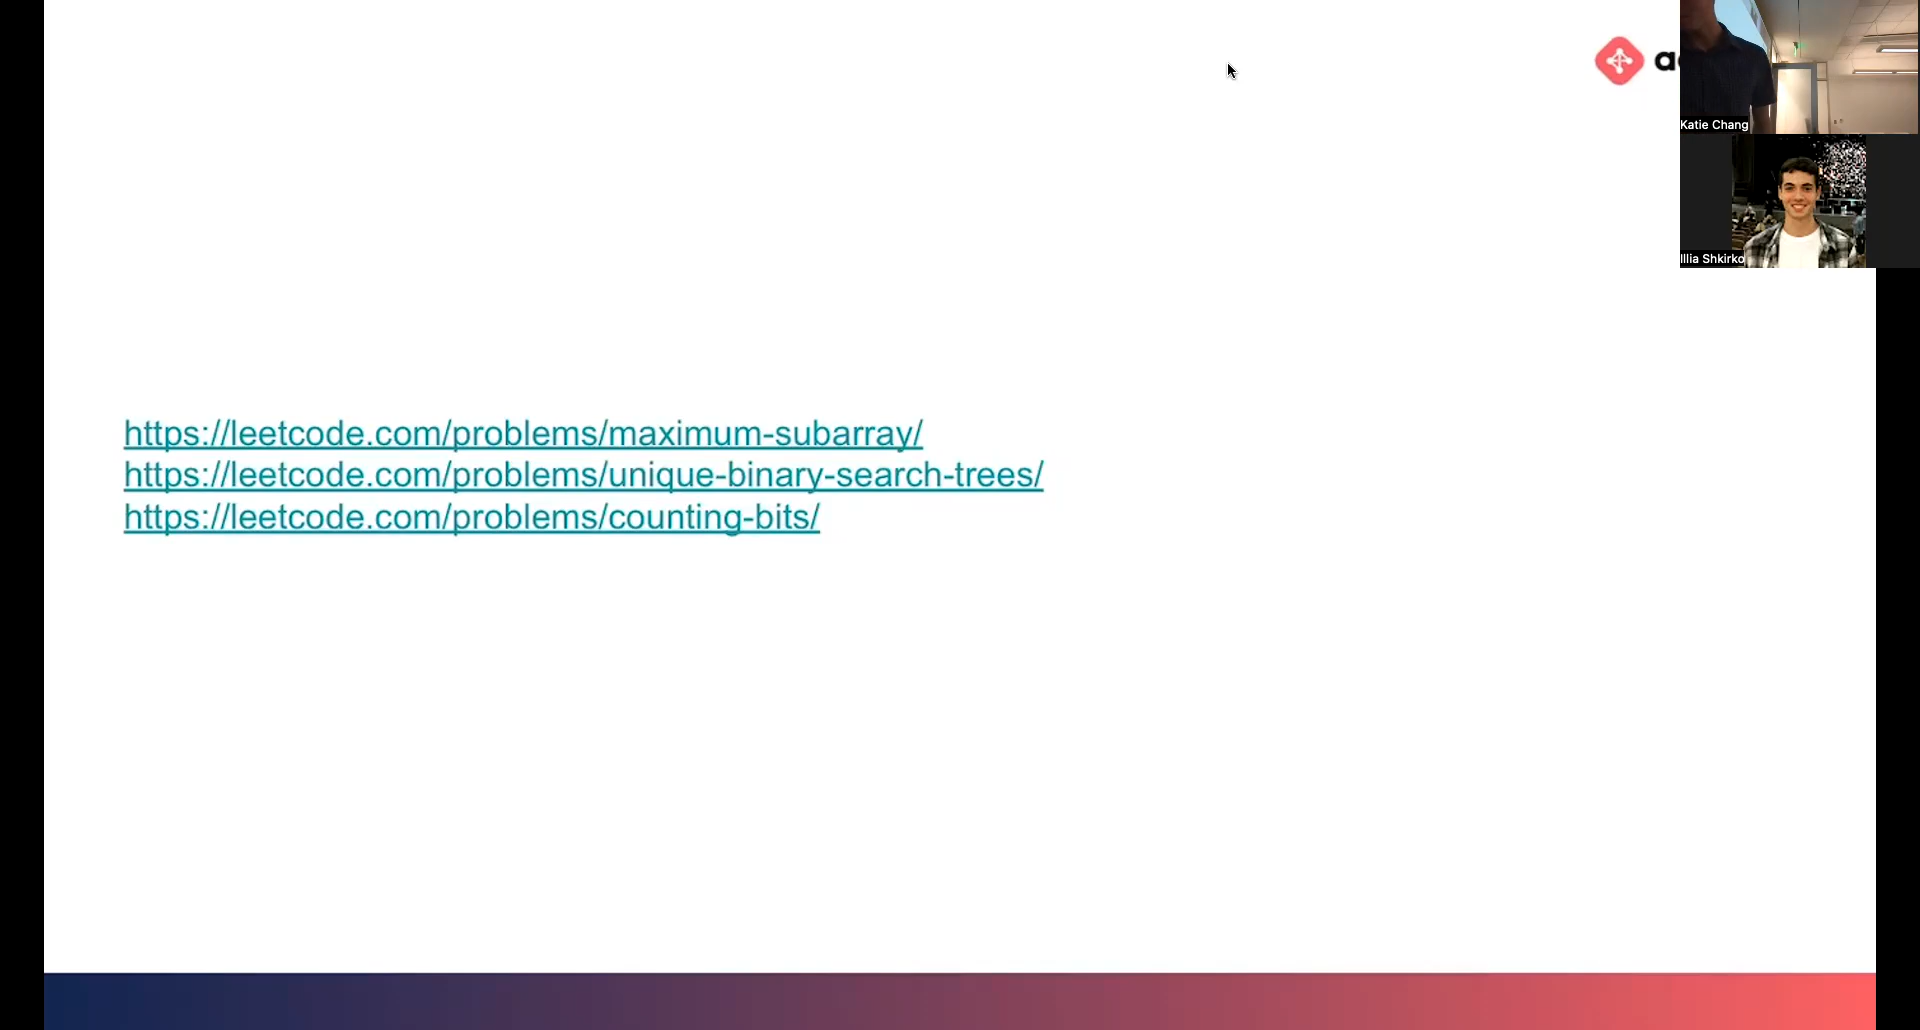 https://leetcode.com/problems/maximum-subarray/
https://leetcode.com/problems/unique-binary-search-trees/
https://leetcode.com/problems/counting-bits/
Katie Chang
Illia Shkirko